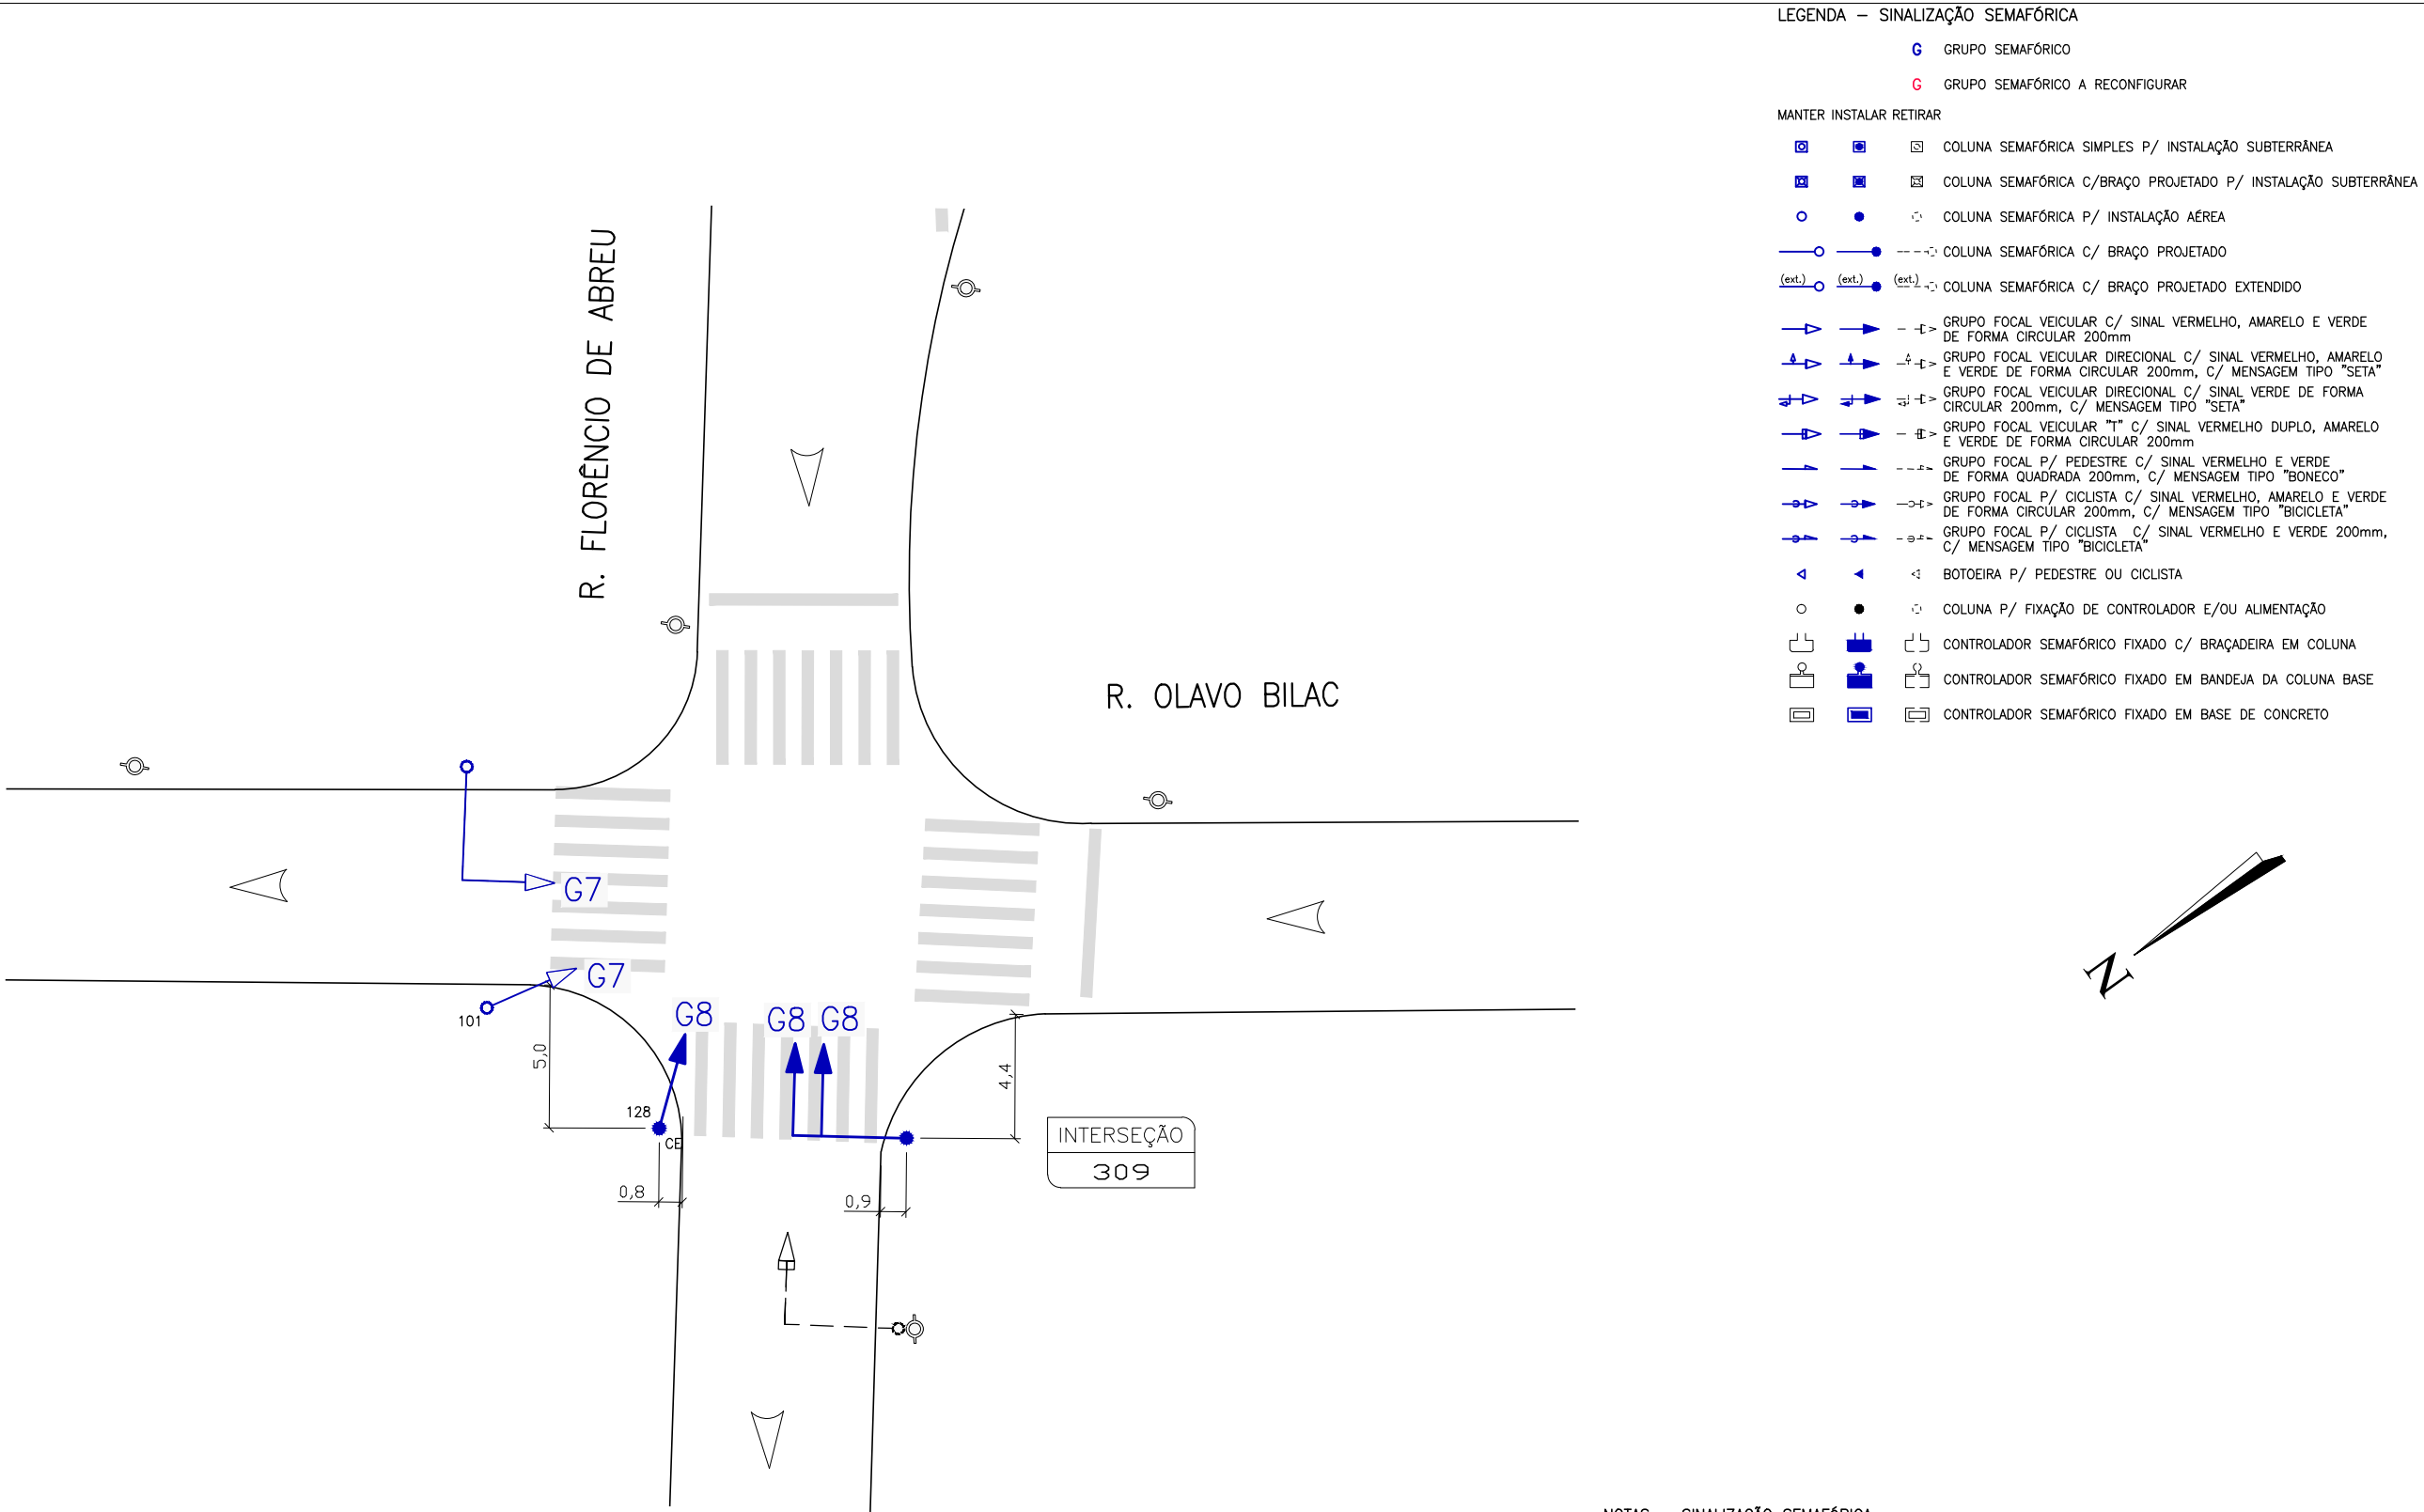 LEGENDA – SINALIZAÇÃO SEMAFÓRICA
G GRUPO SEMAFÓRICO
G GRUPO SEMAFÓRICO A RECONFIGURAR
MANTER INSTALAR RETIRAR
COLUNA SEMAFÓRICA SIMPLES P/ INSTALAÇÃO SUBTERRÂNEA
COLUNA SEMAFÓRICA C/BRAÇO PROJETADO P/ INSTALAÇÃO SUBTERRÂNEA
COLUNA SEMAFÓRICA P/ INSTALAÇÃO AÉREA
COLUNA SEMAFÓRICA C/ BRAÇO PROJETADO
(ext.) (ext.) (ext.) COLUNA SEMAFÓRICA C/ BRAÇO PROJETADO EXTENDIDO
GRUPO FOCAL VEICULAR C/ SINAL VERMELHO, AMARELO E VERDE
DE FORMA CIRCULAR 200mm
GRUPO FOCAL VEICULAR DIRECIONAL C/ SINAL VERMELHO, AMARELO
E VERDE DE FORMA CIRCULAR 200mm, C/ MENSAGEM TIPO "SETA"
GRUPO FOCAL VEICULAR DIRECIONAL C/ SINAL VERDE DE FORMA
CIRCULAR 200mm, C/ MENSAGEM TIPO "SETA"
GRUPO FOCAL VEICULAR "T" C/ SINAL VERMELHO DUPLO, AMARELO
E VERDE DE FORMA CIRCULAR 200mm
GRUPO FOCAL P/ PEDESTRE C/ SINAL VERMELHO E VERDE
DE FORMA QUADRADA 200mm, C/ MENSAGEM TIPO "BONECO"
GRUPO FOCAL P/ CICLISTA C/ SINAL VERMELHO, AMARELO E VERDE
DE FORMA CIRCULAR 200mm, C/ MENSAGEM TIPO "BICICLETA"
GRUPO FOCAL P/ CICLISTA C/ SINAL VERMELHO E VERDE 200mm,
C/ MENSAGEM TIPO "BICICLETA"
BOTOEIRA P/ PEDESTRE OU CICLISTA
COLUNA P/ FIXAÇÃO DE CONTROLADOR E/OU ALIMENTAÇÃO
CONTROLADOR SEMAFÓRICO FIXADO C/ BRAÇADEIRA EM COLUNA
CONTROLADOR SEMAFÓRICO FIXADO EM BANDEJA DA COLUNA BASE
CONTROLADOR SEMAFÓRICO FIXADO EM BASE DE CONCRETO
R. FLORÊNCIO DE ABREU
R. OLAVO BILAC
G7
G7
101
G8 G8 G8
5,0
4,4
128
CE
INTERSEÇÃO
309
0,8
0,9
N
NOTAS – SINALIZAÇÃO SEMAFÓRICA